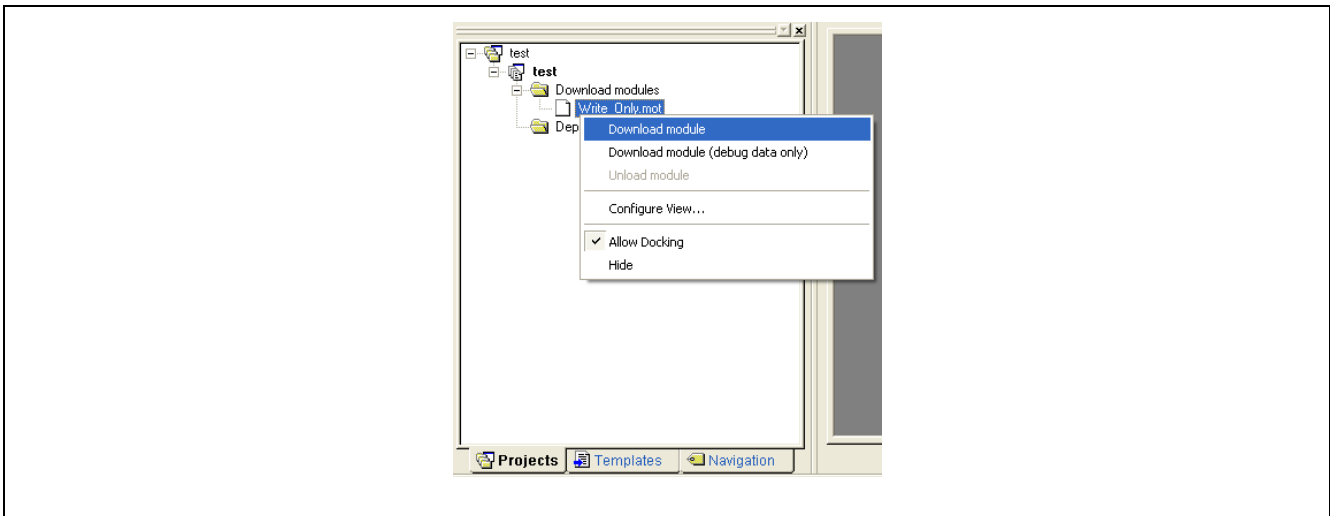 test
test
Download modules
Write_Only.mot
Dep
Download module
Download module (debug data only)
Unload module
Configure View...
Allow Docking
Hide
Projects Templates Navigation